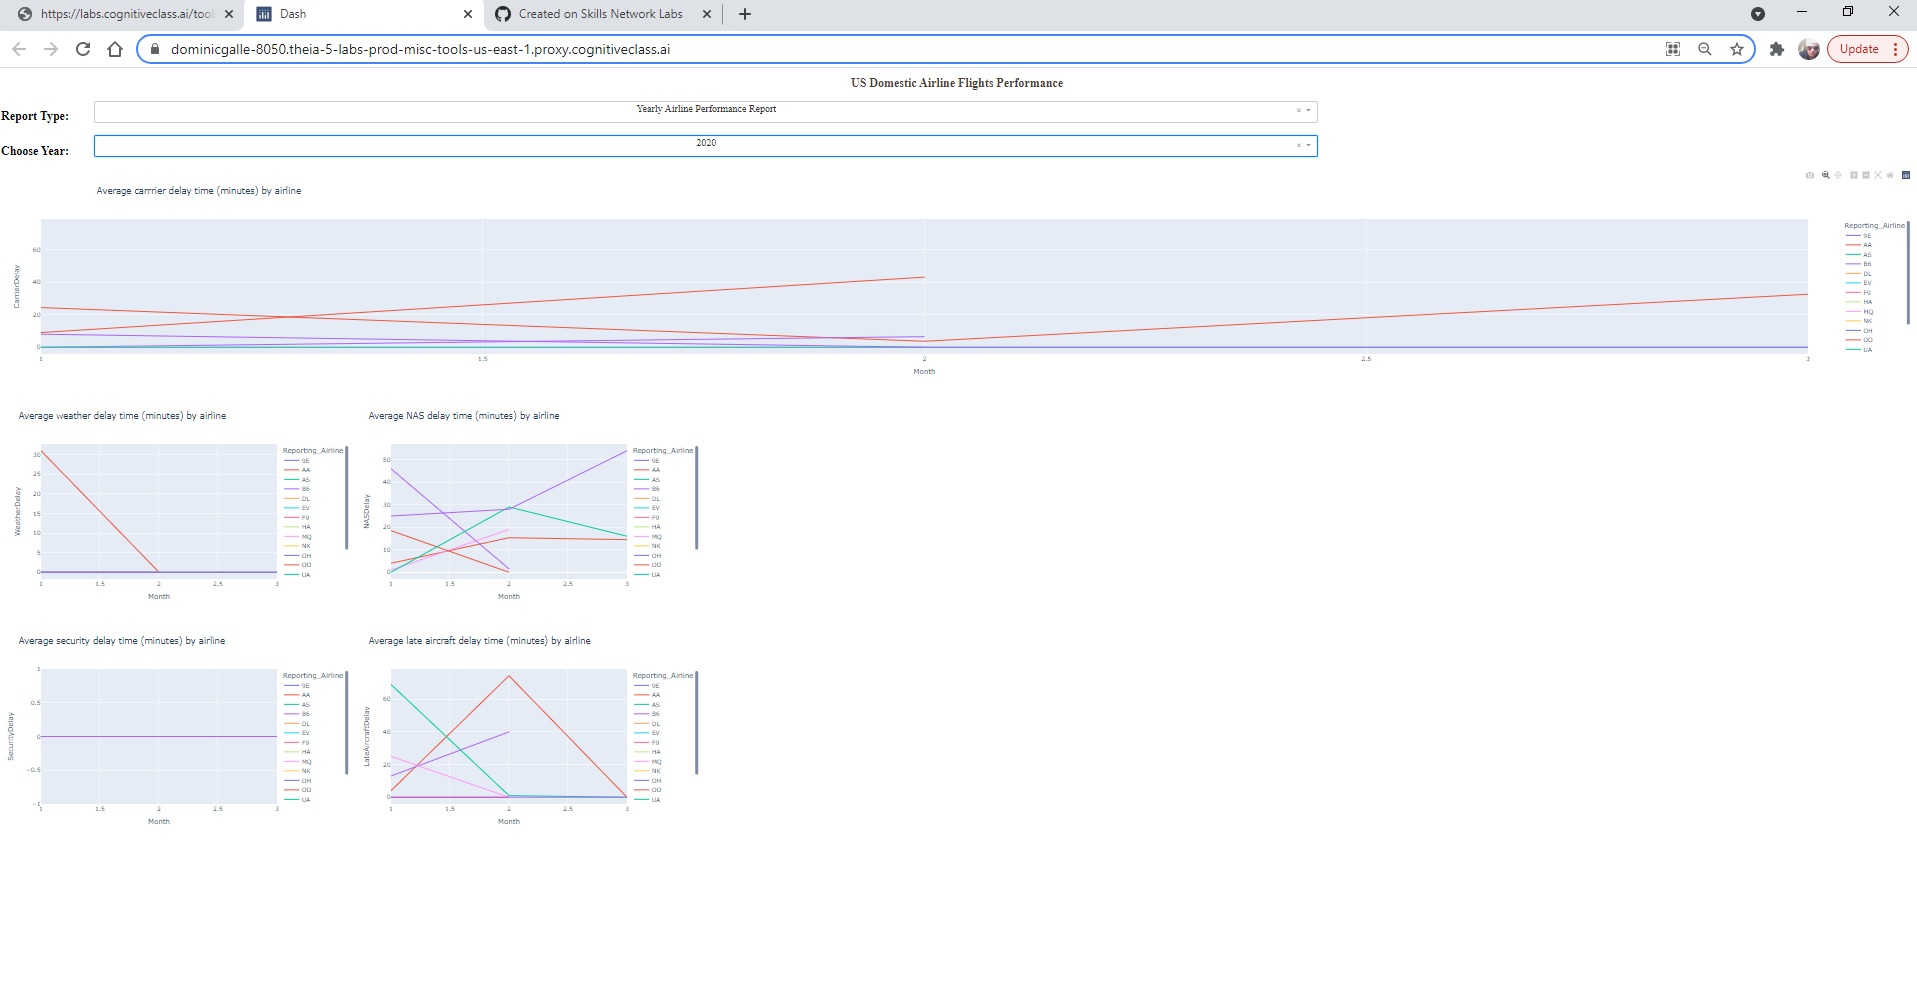 https://labs.cognitiveclass.ai/tool
Dash
Created on Skills Network Labs
dominicgalle-8050.theia-5-labs-prod-misc-tools-us-east-1.proxy.cognitiveclass.ai
Update
US Domestic Airline Flights Performance
Report Type:
Yearly Airline Performance Report
Choose Year:
2020
Average carrrier delay time (minutes) by airline
60
40
20
0
CarrierDelay
1 1.5 2 2.5 3
Month
Reporting_Airline
9E
AA
AS
B6
DL
EV
F9
HA
MQ
NK
OH
OO
UA
Average weather delay time (minutes) by airline
30
25
20
15
10
5
0
WeatherDelay
1 1.5 2 2.5 3
Month
Reporting_Airline
9E
AA
AS
B6
DL
EV
F9
HA
MQ
NK
OH
OO
UA
Average NAS delay time (minutes) by airline
50
40
30
20
10
0
NASDelay
1 1.5 2 2.5 3
Month
Reporting_Airline
9E
AA
AS
B6
DL
EV
F9
HA
MQ
NK
OH
OO
UA
Average security delay time (minutes) by airline
1
0.5
0
−0.5
−1
SecurityDelay
1 1.5 2 2.5 3
Month
Reporting_Airline
9E
AA
AS
B6
DL
EV
F9
HA
MQ
NK
OH
OO
UA
Average late aircraft delay time (minutes) by airline
60
40
20
0
LateAircraftDelay
1 1.5 2 2.5 3
Month
Reporting_Airline
9E
AA
AS
B6
DL
EV
F9
HA
MQ
NK
OH
OO
UA